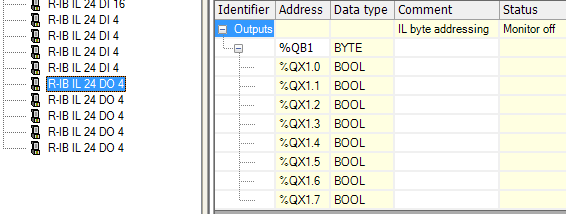 R-IB IL 24 DI 16
R-IB IL 24 DI 4
R-IB IL 24 DI 4
R-IB IL 24 DI 4
R-IB IL 24 DI 4
R-IB IL 24 DO 4
R-IB IL 24 DO 4
R-IB IL 24 DO 4
R-IB IL 24 DO 4
R-IB IL 24 DO 4
Identifier Address Data type Comment Status
Outputs IL byte addressing Monitor off
%QB1 BYTE
%QX1.0 BOOL
%QX1.1 BOOL
%QX1.2 BOOL
%QX1.3 BOOL
%QX1.4 BOOL
%QX1.5 BOOL
%QX1.6 BOOL
%QX1.7 BOOL